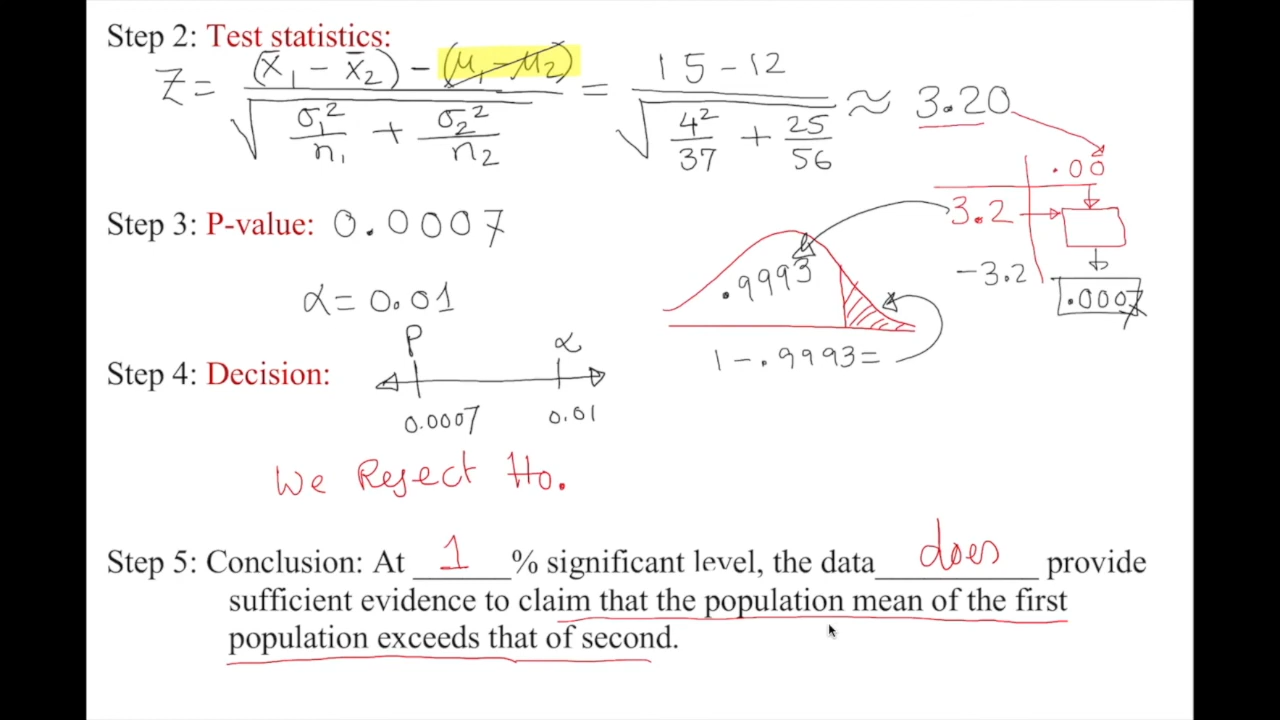 Step 2: Test statistics:
Z = (x̄₁ - x̄₂) - (μ₁ - μ₂) / √(σ₁²/n₁ + σ₂²/n₂) = 15 - 12 / √(4²/37 + 25/56) ≈ 3.20
.00
3.2
-3.2
.0007
Step 3: P-value: 0.0007
.9993
1 - .9993 =
α = 0.01
P α
Step 4: Decision:
0.0007 0.01
We Reject Ho.
Step 5: Conclusion: At 1 % significant level, the data does provide
sufficient evidence to claim that the population mean of the first
population exceeds that of second.